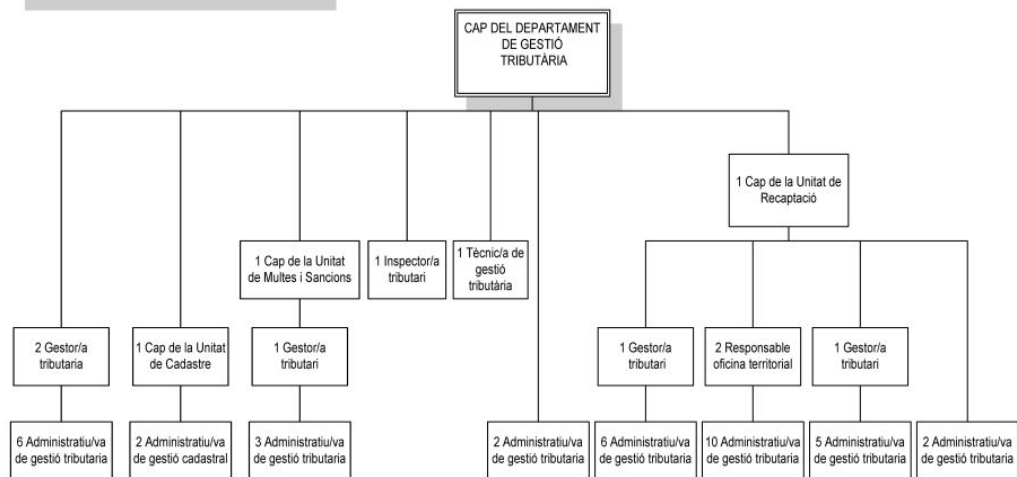 CAP DEL DEPARTAMENT
DE GESTIÓ
TRIBUTÀRIA
1 Cap de la Unitat de
Recaptació
1 Cap de la Unitat
de Multes i Sancions
1 Inspector/a
tributari
1 Tècnic/a de
gestió
tributària
2 Gestor/a
tributaria
1 Cap de la Unitat
de Cadastre
1 Gestor/a
tributari
1 Gestor/a
tributari
2 Responsable
oficina territorial
1 Gestor/a
tributari
6 Administratiu/va
de gestió tributaria
2 Administratiu/va
de gestió cadastral
3 Administratiu/va
de gestió tributaria
2 Administratiu/va
de gestió tributaria
6 Administratiu/va
de gestió tributaria
10 Administratiu/va
de gestió tributaria
5 Administratiu/va
de gestió tributaria
2 Administratiu/va
de gestió tributaria